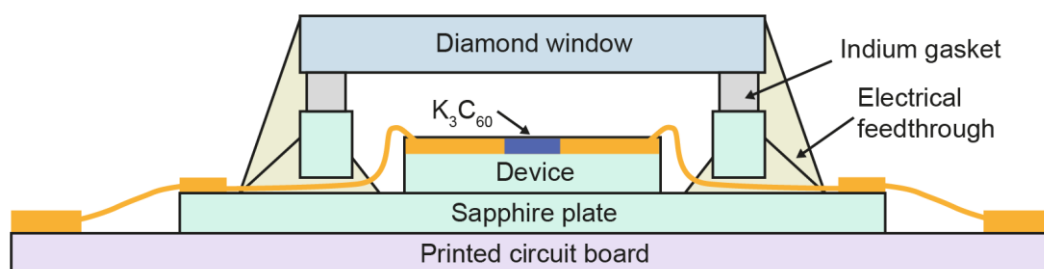 Diamond window
Indium gasket
K₃C₆₀
Electrical
feedthrough
Device
Sapphire plate
Printed circuit board